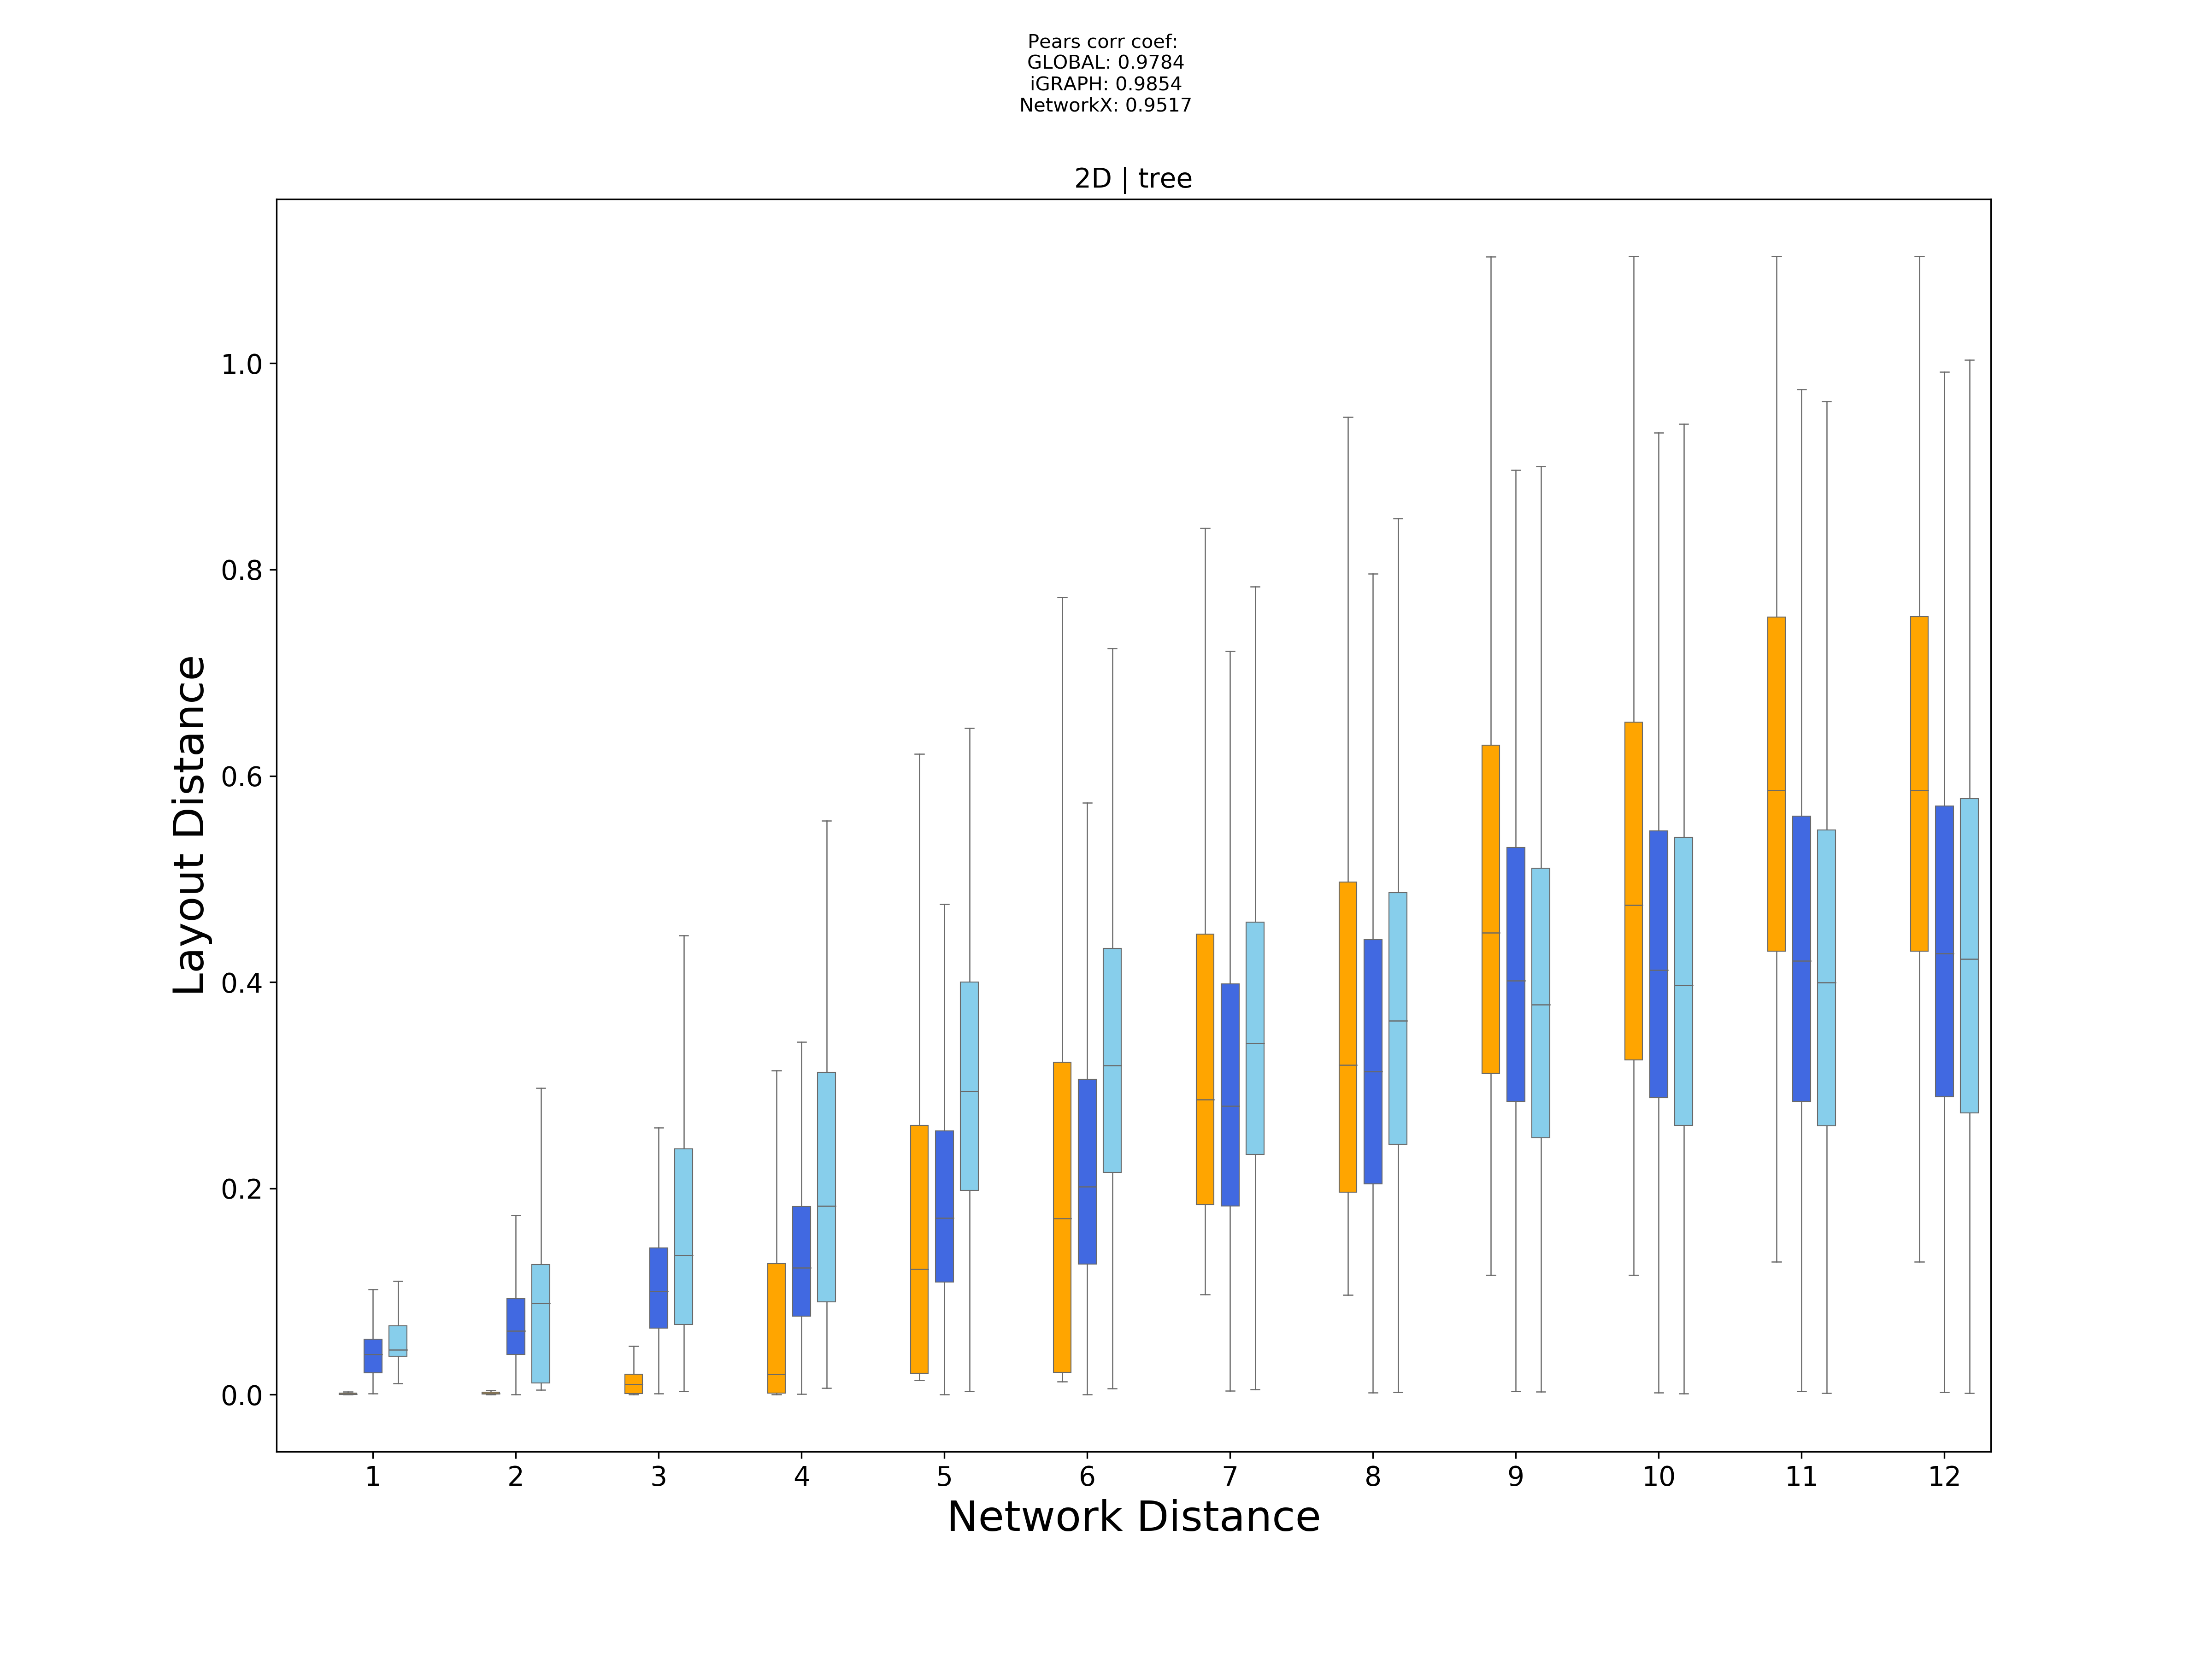 Pears corr coef:
GLOBAL: 0.9784
iGRAPH: 0.9854
NetworkX: 0.9517
2D | tree
Layout Distance
1.0
0.8
0.6
0.4
0.2
0.0
1 2 3 4 5 6 7 8 9 10 11 12
Network Distance